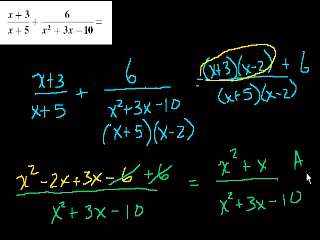 x+3/x+5 + 6/x²+3x−10 =
x+3/x+5 + 6/x²+3x−10
(x+5)(x−2)
(x+3)(x−2) + 6/(x+5)(x−2)
x²−2x+3x−6+6/x²+3x−10 = x²+x/x²+3x−10 A